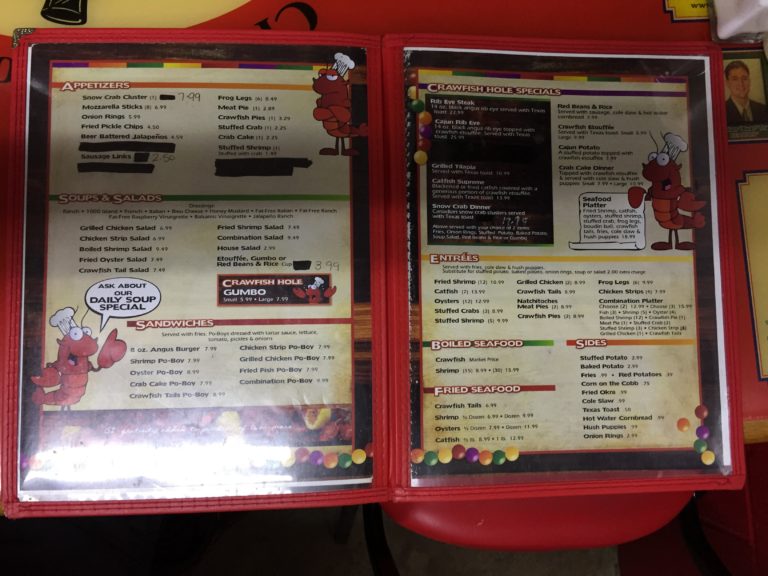 APPETIZERS
Snow Crab Cluster (1) 7.99
Mozzarella Sticks (8) 6.99
Onion Rings 5.99
Fried Pickle Chips 4.50
Beer Battered Jalapeños 4.59
Sausage Links 2.50
Frog Legs (6) 8.49
Meat Pie (1) 2.89
Crawfish Pies (1) 3.29
Stuffed Crab (1) 2.25
Crab Cake (1) 2.25
Stuffed Shrimp (1)
Stuffed with crab 1.99
SOUPS & SALADS
Dressings:
Ranch • 1000 Island • French • Italian • Bleu Cheese • Honey Mustard • Fat-Free Italian • Fat-Free Ranch
Fat-Free Raspberry Vinaigrette • Balsamic Vinaigrette • Jalapeño Ranch
Grilled Chicken Salad 6.99
Chicken Strip Salad 6.99
Boiled Shrimp Salad 9.49
Fried Oyster Salad 7.49
Crawfish Tail Salad 7.49
Fried Shrimp Salad 7.49
Combination Salad 9.49
House Salad 2.99
Etouffée, Gumbo or
Red Beans & Rice Cup 3.99
CRAWFISH HOLE
GUMBO
Small 5.99 • Large 7.99
ASK ABOUT
OUR
DAILY SOUP
SPECIAL
SANDWICHES
Served with fries. Po-Boys dressed with tartar sauce, lettuce,
tomato, pickles & onions
8 oz. Angus Burger 7.99
Shrimp Po-Boy 7.99
Oyster Po-Boy 8.99
Crab Cake Po-Boy 7.99
Crawfish Tails Po-Boy 8.99
Chicken Strip Po-Boy 7.99
Grilled Chicken Po-Boy 7.99
Fried Fish Po-Boy 7.99
Combination Po-Boy 9.99
CRAWFISH HOLE SPECIALS
Rib Eye Steak
14 oz. Black angus rib eye served with Texas
toast 22.99
Cajun Rib Eye
14 oz. Black angus rib eye topped with
crawfish etouffée. Served with Texas
toast 25.99
Grilled Tilapia
Served with Texas toast 10.99
Catfish Supreme
Blackened or fried catfish covered with a
generous portion of crawfish etouffée.
Served with Texas toast 13.99
Snow Crab Dinner
Canadian snow crab clusters served
with Texas toast
Above served with your choice of 2 items:
Fries, Onion Rings, Stuffed Potato, Baked Potato
Soup, Salad, Red Beans & Rice or Gumbo
Red Beans & Rice
Served with sausage, cole slaw & hot water
cornbread 7.99
Crawfish Etouffée
Served with Texas toast Small 5.99
Large 9.99
Cajun Potato
A stuffed potato topped with
crawfish etouffée 7.99
Crab Cake Dinner
Topped with crawfish etouffée
& served with cole slaw & hush
puppies Small 7.99 • Large
Seafood
Platter
Fried shrimp, catfish,
oysters, stuffed shrimp,
stuffed crab, frog legs,
boudin ball, crawfish
tails, fries, cole slaw &
hush puppies 18.99
ENTRÉES
Served with fries, cole slaw & hush puppies.
Substitute for stuffed potato, baked potato, onion rings, soup or salad 2.00 extra charge
Fried Shrimp (12) 10.99
Catfish (2) 13.99
Oysters (12) 12.99
Stuffed Crabs (3) 8.99
Stuffed Shrimp (5) 9.99
Grilled Chicken (2) 8.99
Crawfish Tails 8.99
Natchitoches
Meat Pies (2) 8.99
Crawfish Pies (2) 8.99
Frog Legs (6) 9.99
Chicken Strips (4) 7.99
Combination Platter
Choose (2) 12.99 • Choose (3) 15.99
Fish (3) • Shrimp (5) • Oyster (4)
Boiled Shrimp (12) • Crawfish Pie (1)
Meat Pie (1) • Stuffed Crab (2)
Stuffed Shrimp (3) • Chicken Strip
Grilled Chicken (1) • Crawfish Tails
BOILED SEAFOOD
Crawfish Market Price
Shrimp (15) 8.99 • (30) 15.99
FRIED SEAFOOD
Crawfish Tails 6.99
Shrimp ½ Dozen 6.99 • Dozen 9.99
Oysters ½ Dozen 7.99 • Dozen 11.99
Catfish ½ lb. 8.99 • 1 lb. 12.99
SIDES
Stuffed Potato 3.99
Baked Potato 2.99
Fries .99 • Red Potatoes .39
Corn on the Cobb .75
Fried Okra .99
Cole Slaw .99
Texas Toast .50
Hot Water Cornbread .99
Hush Puppies .99
Onion Rings 2.99